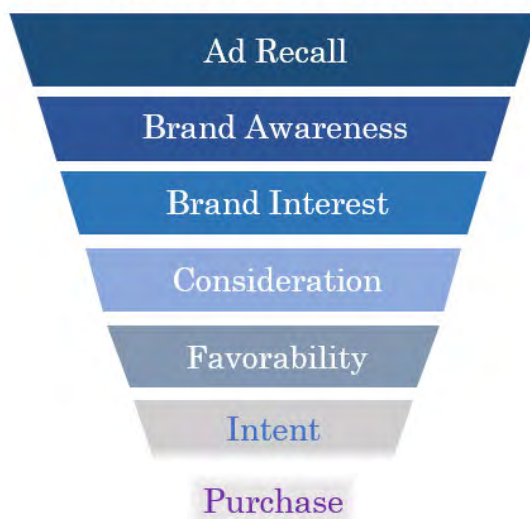 Ad Recall
Brand Awareness
Brand Interest
Consideration
Favorability
Intent
Purchase